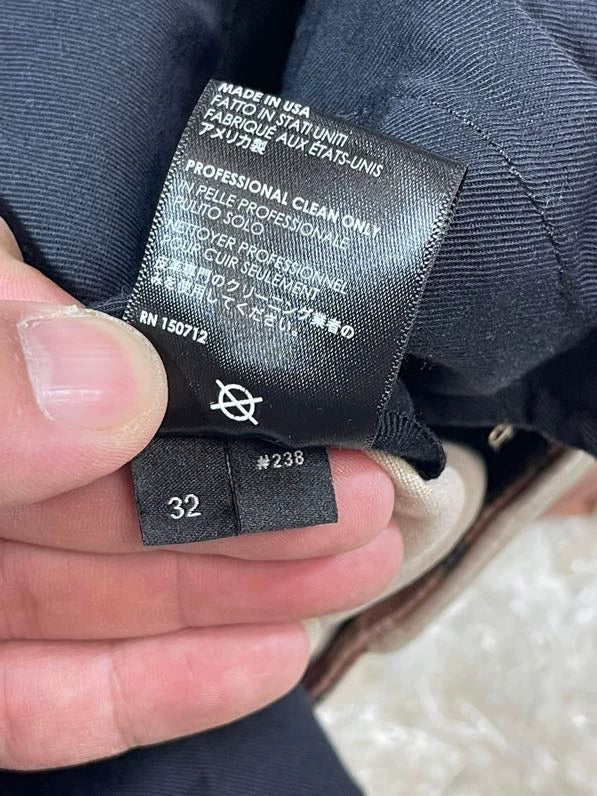 MADE IN USA
FATTO IN STATI UNITI
FABRIQUÉ AUX ÉTATS-UNIS
アメリカ製
PROFESSIONAL CLEAN ONLY
IN PELLE PROFESSIONALE
PULITO SOLO
NETTOYER PROFESSIONNEL
POUR CUIR SEULEMENT
皮革専門のクリーニング業者の
みを使用してください。
RN 150712
32
#238